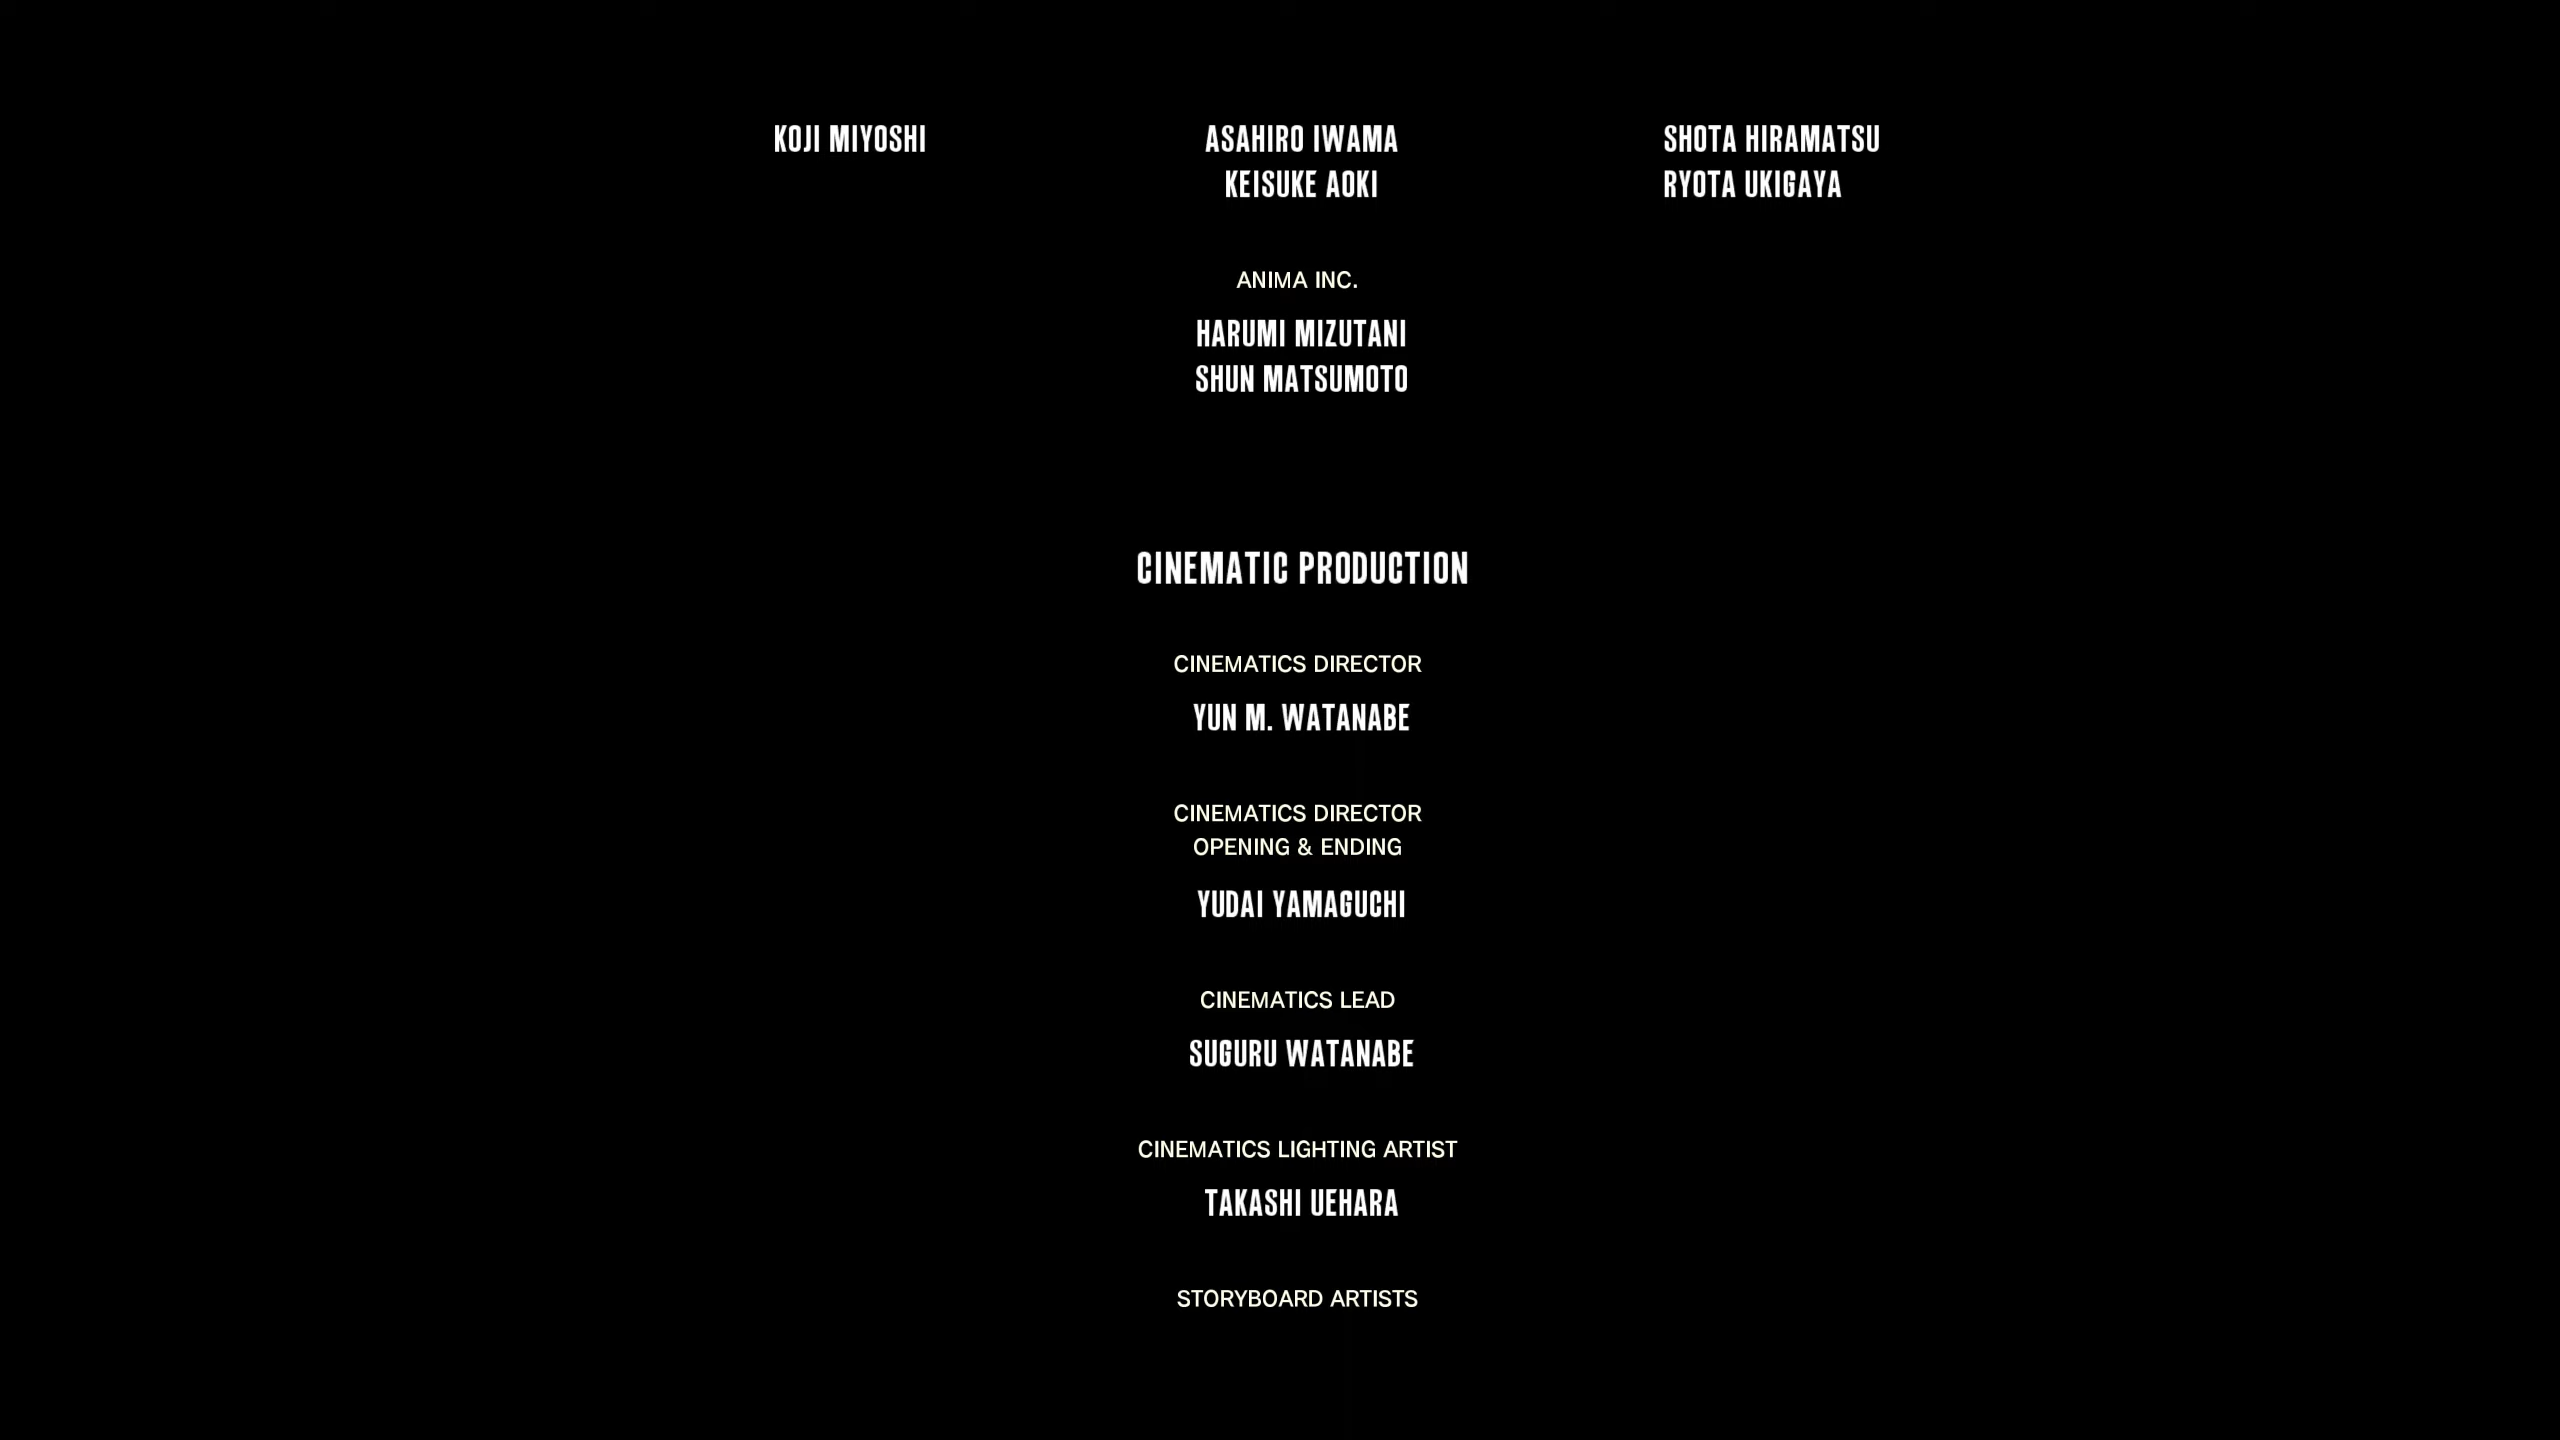 KOJI MIYOSHI ASAHIRO IWAMA SHOTA HIRAMATSU
KEISUKE AOKI RYOTA UKIGAYA
ANIMA INC.
HARUMI MIZUTANI
SHUN MATSUMOTO
CINEMATIC PRODUCTION
CINEMATICS DIRECTOR
YUN M. WATANABE
CINEMATICS DIRECTOR
OPENING & ENDING
YUDAI YAMAGUCHI
CINEMATICS LEAD
SUGURU WATANABE
CINEMATICS LIGHTING ARTIST
TAKASHI UEHARA
STORYBOARD ARTISTS